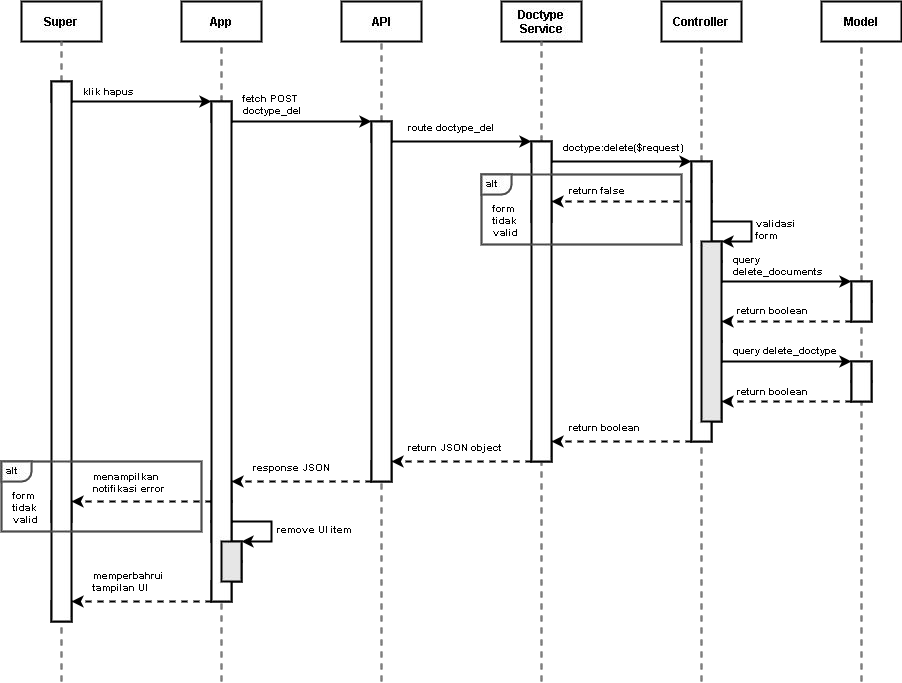 Super
App
API
Doctype
Service
Controller
Model
klik hapus
fetch POST
doctype_del
route doctype_del
doctype:delete($request)
alt
return false
form
tidak
valid
validasi
form
query
delete_documents
return boolean
query delete_doctype
return boolean
return boolean
return JSON object
response JSON
alt
menampilkan
notifikasi error
form
tidak
valid
remove UI item
memperbahrui
tampilan UI